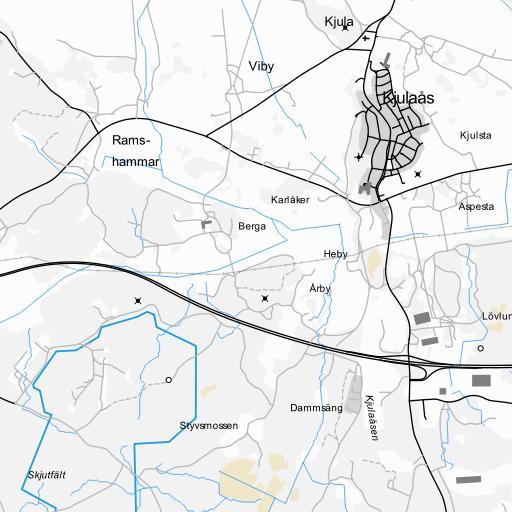 Kjula
Viby
Kjulaås
Kjulsta
Rams-
hammar
Karlåker
Aspesta
Berga
Heby
Årby
Lövlun
Dammsäng
Kjulaåsen
Styvsmossen
Skjutfält